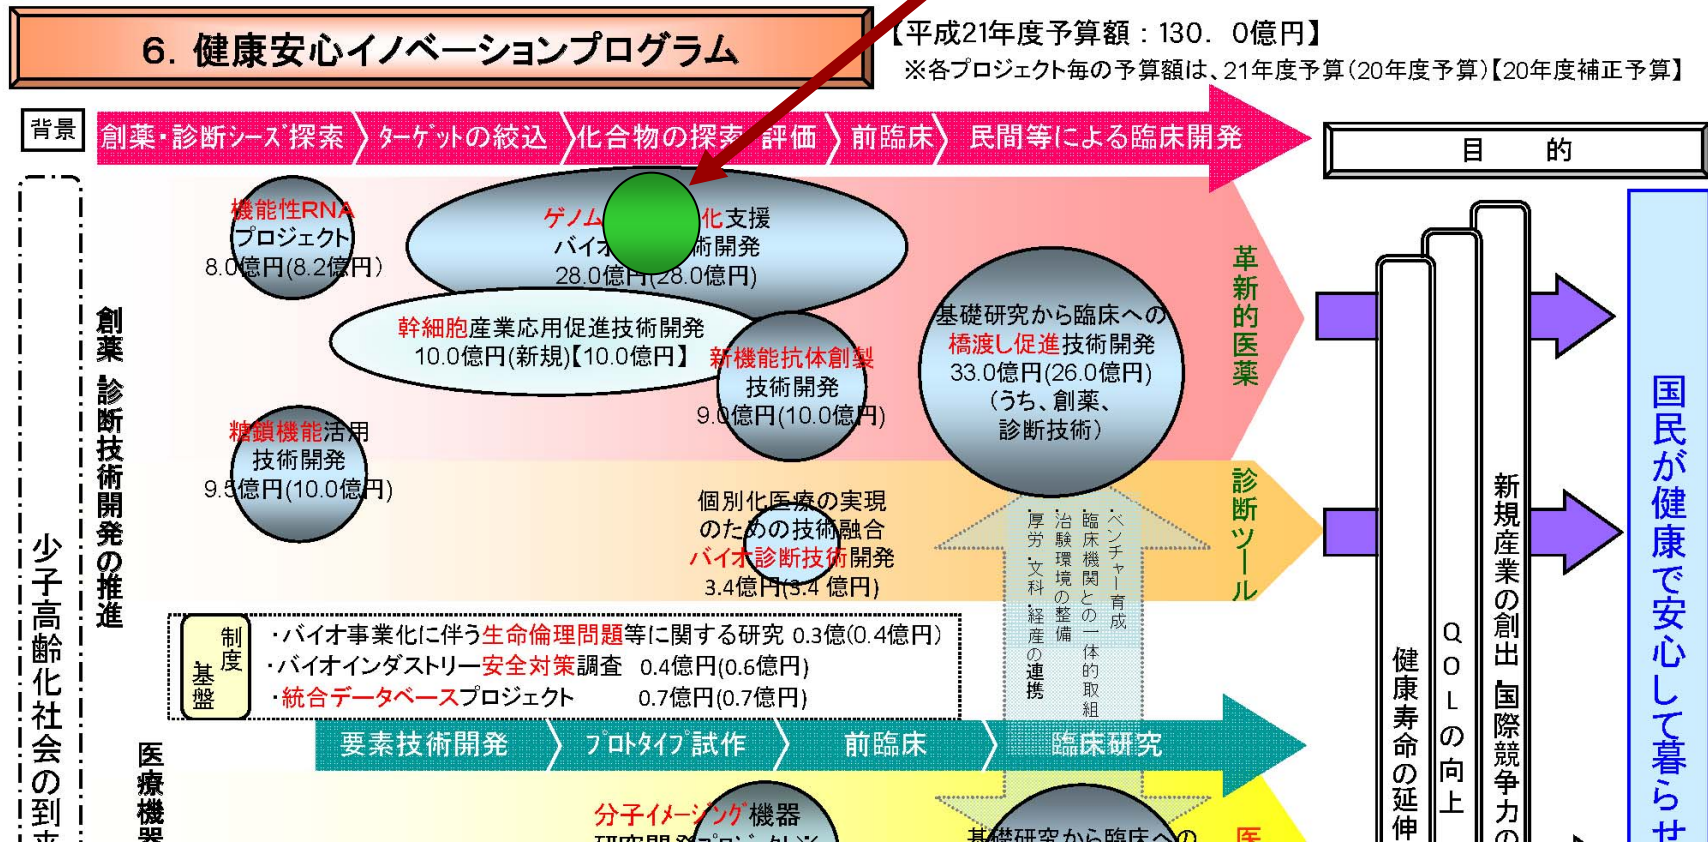 6. 健康安心イノベーションプログラム
【平成21年度予算額：130．0億円】
※各プロジェクト毎の予算額は、21年度予算（20年度予算）【20年度補正予算】
背景
創薬・診断シーズ探索
ターゲットの絞込
化合物の探索 評価
前臨床
民間等による臨床開発
目　的
機能性RNA
プロジェクト
8.0億円(8.2億円)
ゲノム
化支援
バイオ
術開発
28.0億円(28.0億円)
幹細胞産業応用促進技術開発
10.0億円(新規)【10.0億円】
新機能抗体創製
技術開発
9.0億円(10.0億円)
基礎研究から臨床への
橋渡し促進技術開発
33.0億円(26.0億円)
（うち、創薬、
診断技術）
革新的医薬
創薬 診断技術開発の推進
糖鎖機能活用
技術開発
9.5億円(10.0億円)
個別化医療の実現
のための技術融合
バイオ診断技術開発
3.4億円(3.4 億円)
診断ツール
・ベンチャー育成
・臨床機関との一体的取組
・治験環境の整備
・厚労・文科・経産の連携
制度
基盤
・バイオ事業化に伴う生命倫理問題等に関する研究 0.3億(0.4億円)
・バイオインダストリー安全対策調査 0.4億円(0.6億円)
・統合データベースプロジェクト 0.7億円(0.7億円)
要素技術開発
プロトタイプ試作
前臨床
臨床研究
医療機器
分子イメージング機器
研究開発プロジェクト※
基礎研究から臨床への
医
少子高齢化社会の到来
健康寿命の延伸
QOLの向上
新規産業の創出 国際競争力の
国民が健康で安心して暮らせ